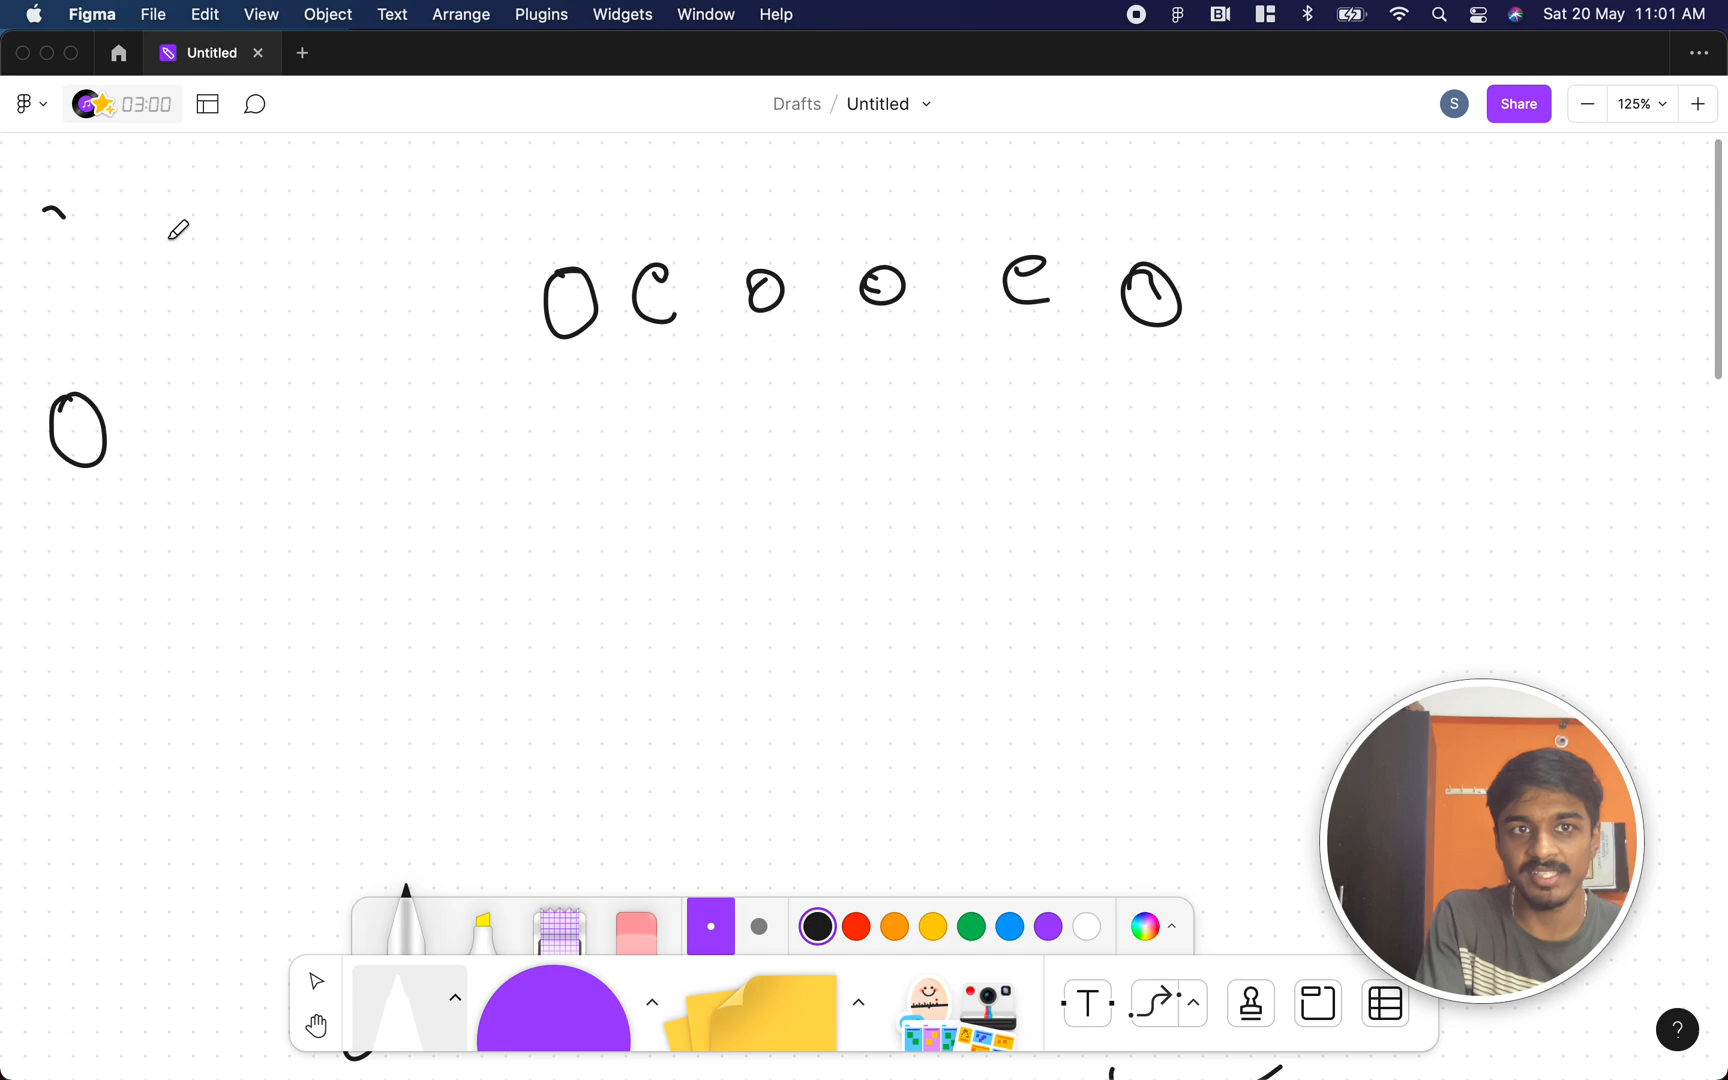 Figma File Edit View Object Text Arrange Plugins Widgets Window Help Sat 20 May 11:01 AM
Untitled
03:00 Drafts / Untitled S Share 125%
T
?